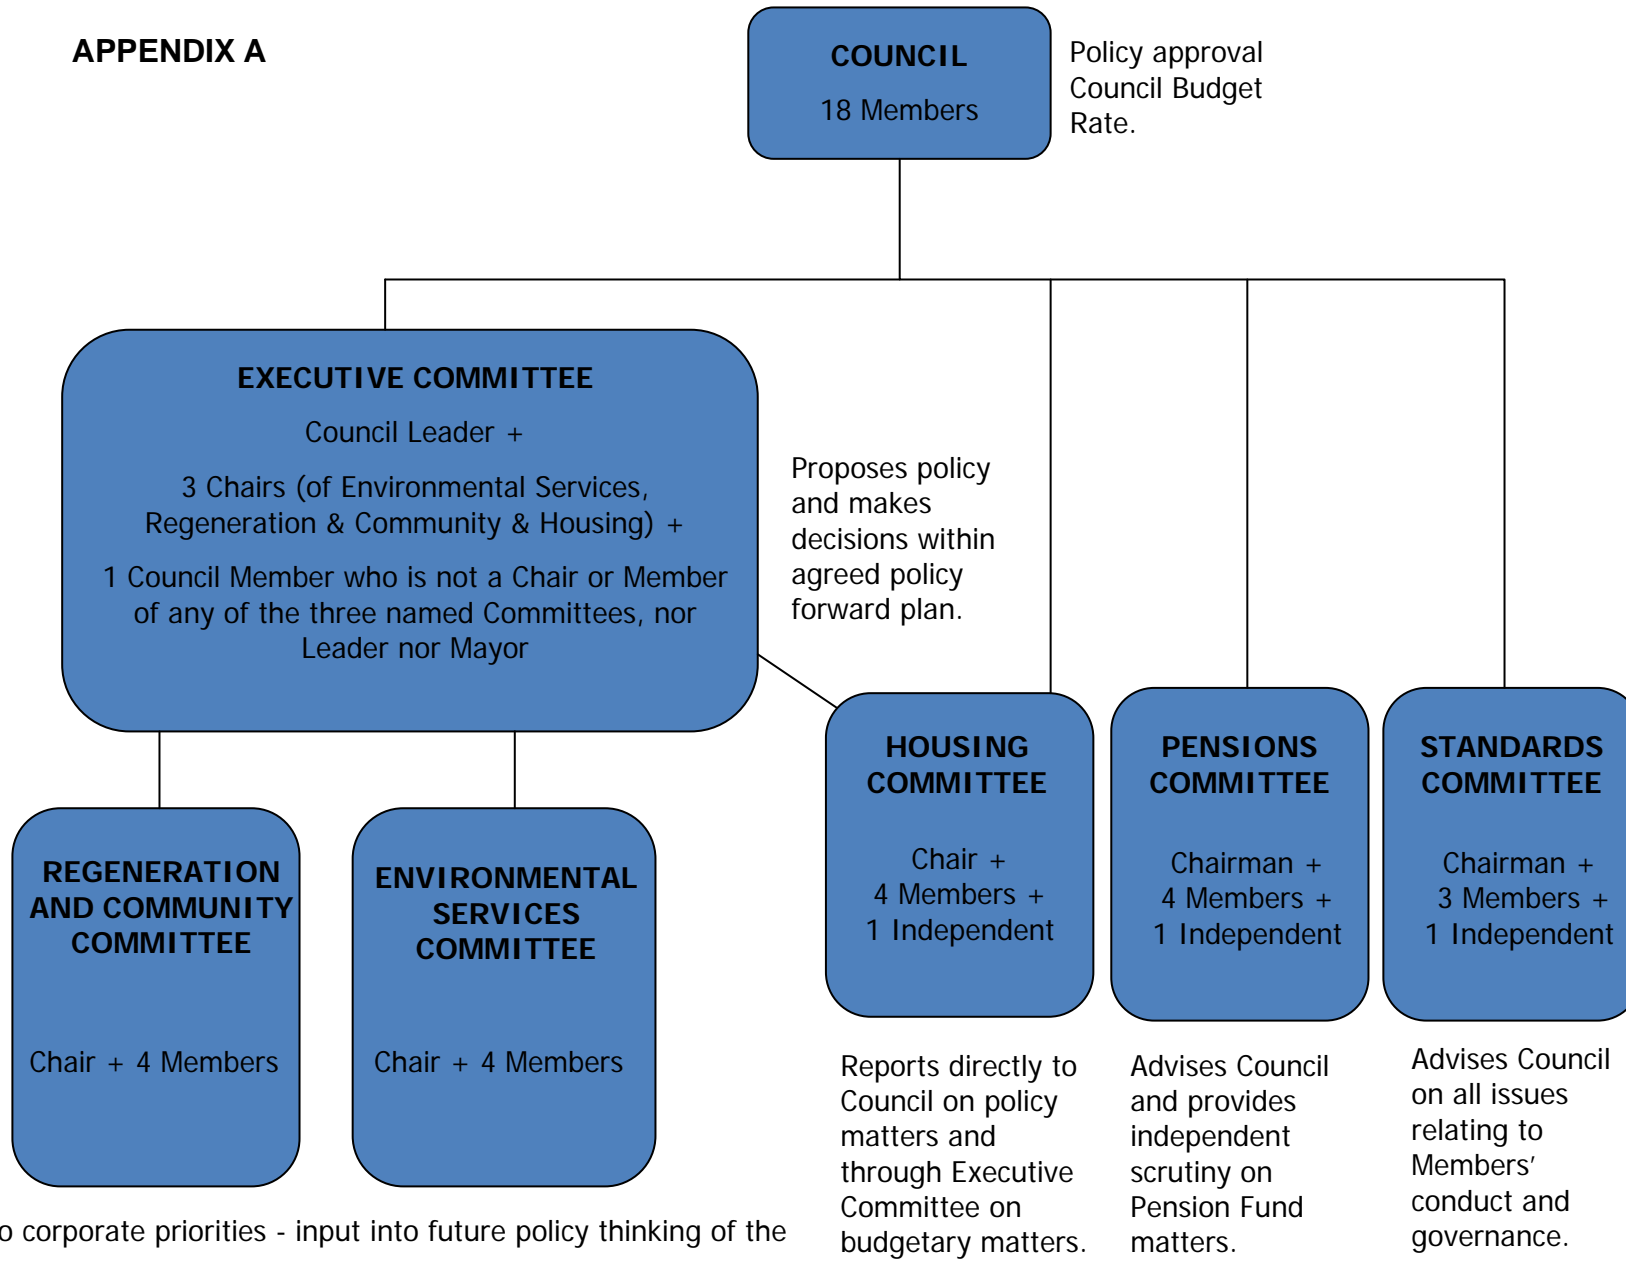 APPENDIX A
COUNCIL
18 Members
Policy approval
Council Budget
Rate.
EXECUTIVE COMMITTEE
Council Leader +
3 Chairs (of Environmental Services,
Regeneration & Community & Housing) +
1 Council Member who is not a Chair or Member
of any of the three named Committees, nor
Leader nor Mayor
Proposes policy
and makes
decisions within
agreed policy
forward plan.
REGENERATION
AND COMMUNITY
COMMITTEE
Chair + 4 Members
ENVIRONMENTAL
SERVICES
COMMITTEE
Chair + 4 Members
HOUSING
COMMITTEE
Chair +
4 Members +
1 Independent
PENSIONS
COMMITTEE
Chairman +
4 Members +
1 Independent
STANDARDS
COMMITTEE
Chairman +
3 Members +
1 Independent
Reports directly to
Council on policy
matters and
through Executive
Committee on
budgetary matters.
Advises Council
and provides
independent
scrutiny on
Pension Fund
matters.
Advises Council
on all issues
relating to
Members’
conduct and
governance.
o corporate priorities - input into future policy thinking of the